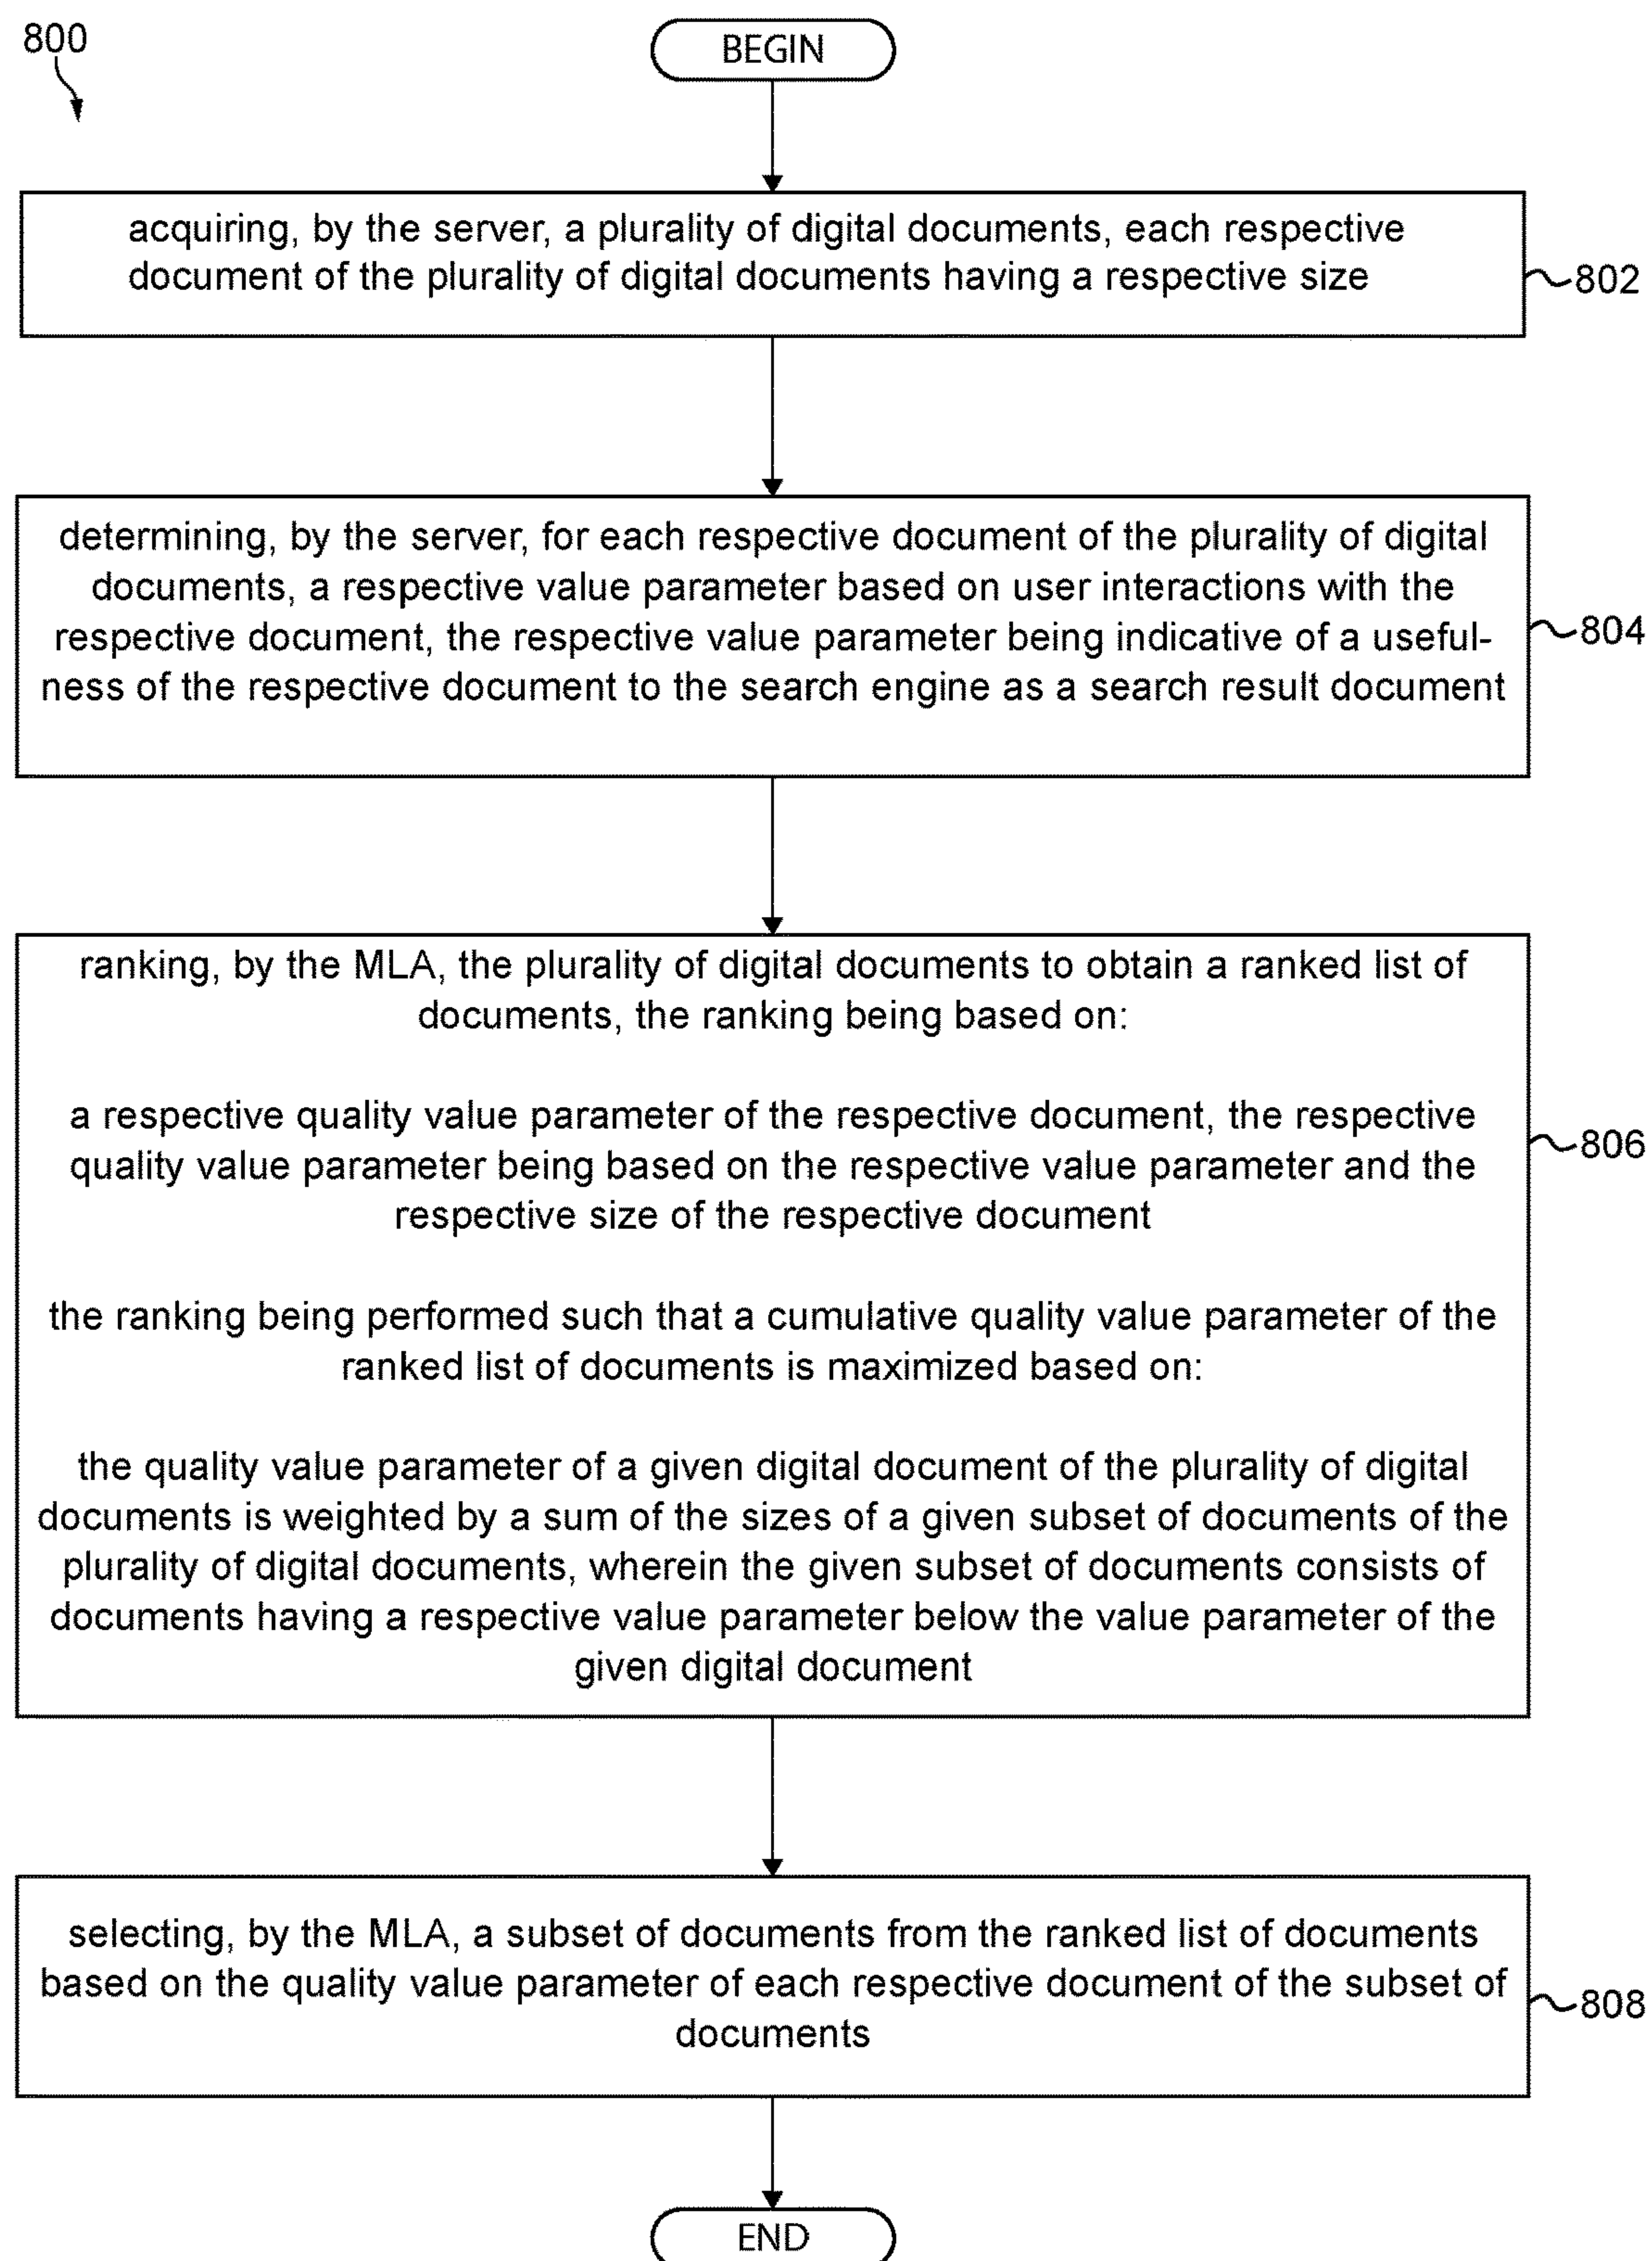 800
BEGIN
acquiring, by the server, a plurality of digital documents, each respective
document of the plurality of digital documents having a respective size
802
determining, by the server, for each respective document of the plurality of digital
documents, a respective value parameter based on user interactions with the
respective document, the respective value parameter being indicative of a useful-
ness of the respective document to the search engine as a search result document
804
ranking, by the MLA, the plurality of digital documents to obtain a ranked list of
documents, the ranking being based on:
a respective quality value parameter of the respective document, the respective
quality value parameter being based on the respective value parameter and the
respective size of the respective document
the ranking being performed such that a cumulative quality value parameter of the
ranked list of documents is maximized based on:
the quality value parameter of a given digital document of the plurality of digital
documents is weighted by a sum of the sizes of a given subset of documents of the
plurality of digital documents, wherein the given subset of documents consists of
documents having a respective value parameter below the value parameter of the
given digital document
806
selecting, by the MLA, a subset of documents from the ranked list of documents
based on the quality value parameter of each respective document of the subset of
documents
808
END